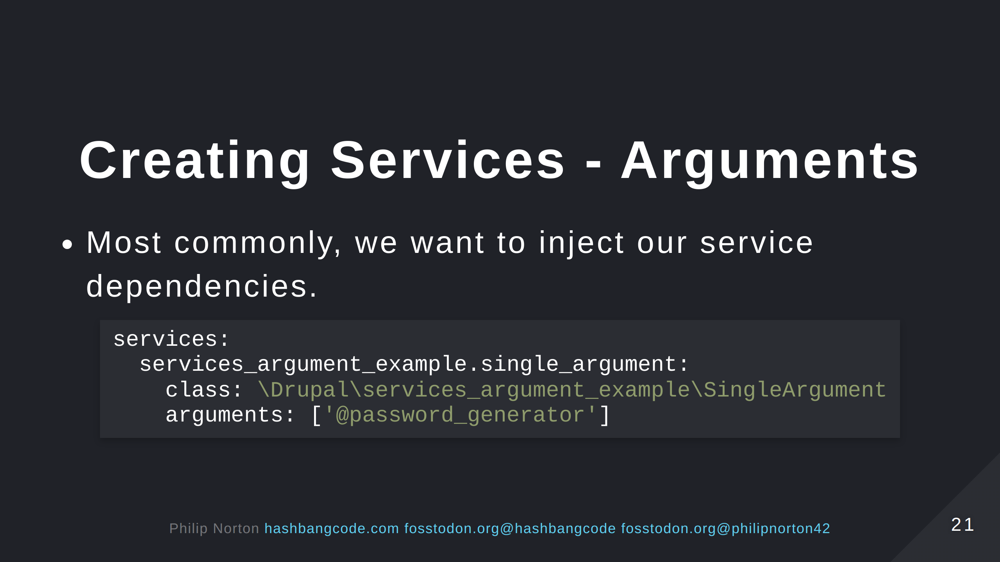 Creating Services - Arguments
• Most commonly, we want to inject our service
dependencies.
services:
  services_argument_example.single_argument:
    class: \Drupal\services_argument_example\SingleArgument
    arguments: ['@password_generator']
Philip Norton hashbangcode.com fosstodon.org@hashbangcode fosstodon.org@philipnorton42
21